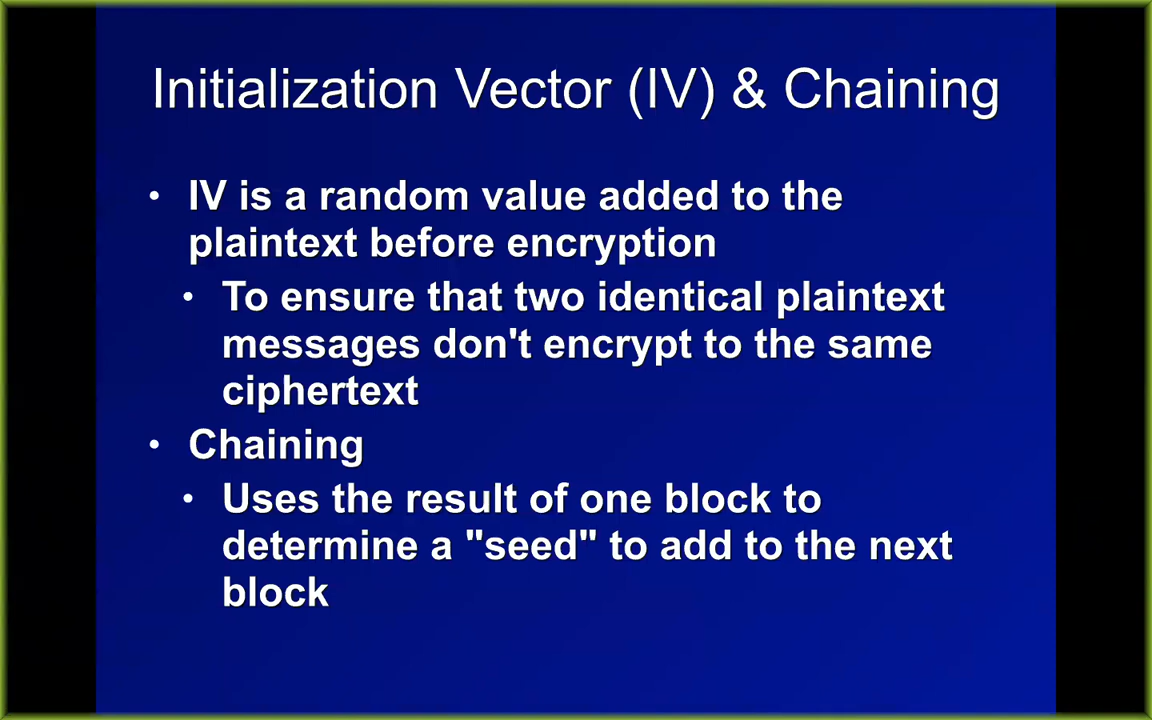 Initialization Vector (IV) & Chaining
• IV is a random value added to the
plaintext before encryption
• To ensure that two identical plaintext
messages don't encrypt to the same
ciphertext
• Chaining
• Uses the result of one block to
determine a "seed" to add to the next
block